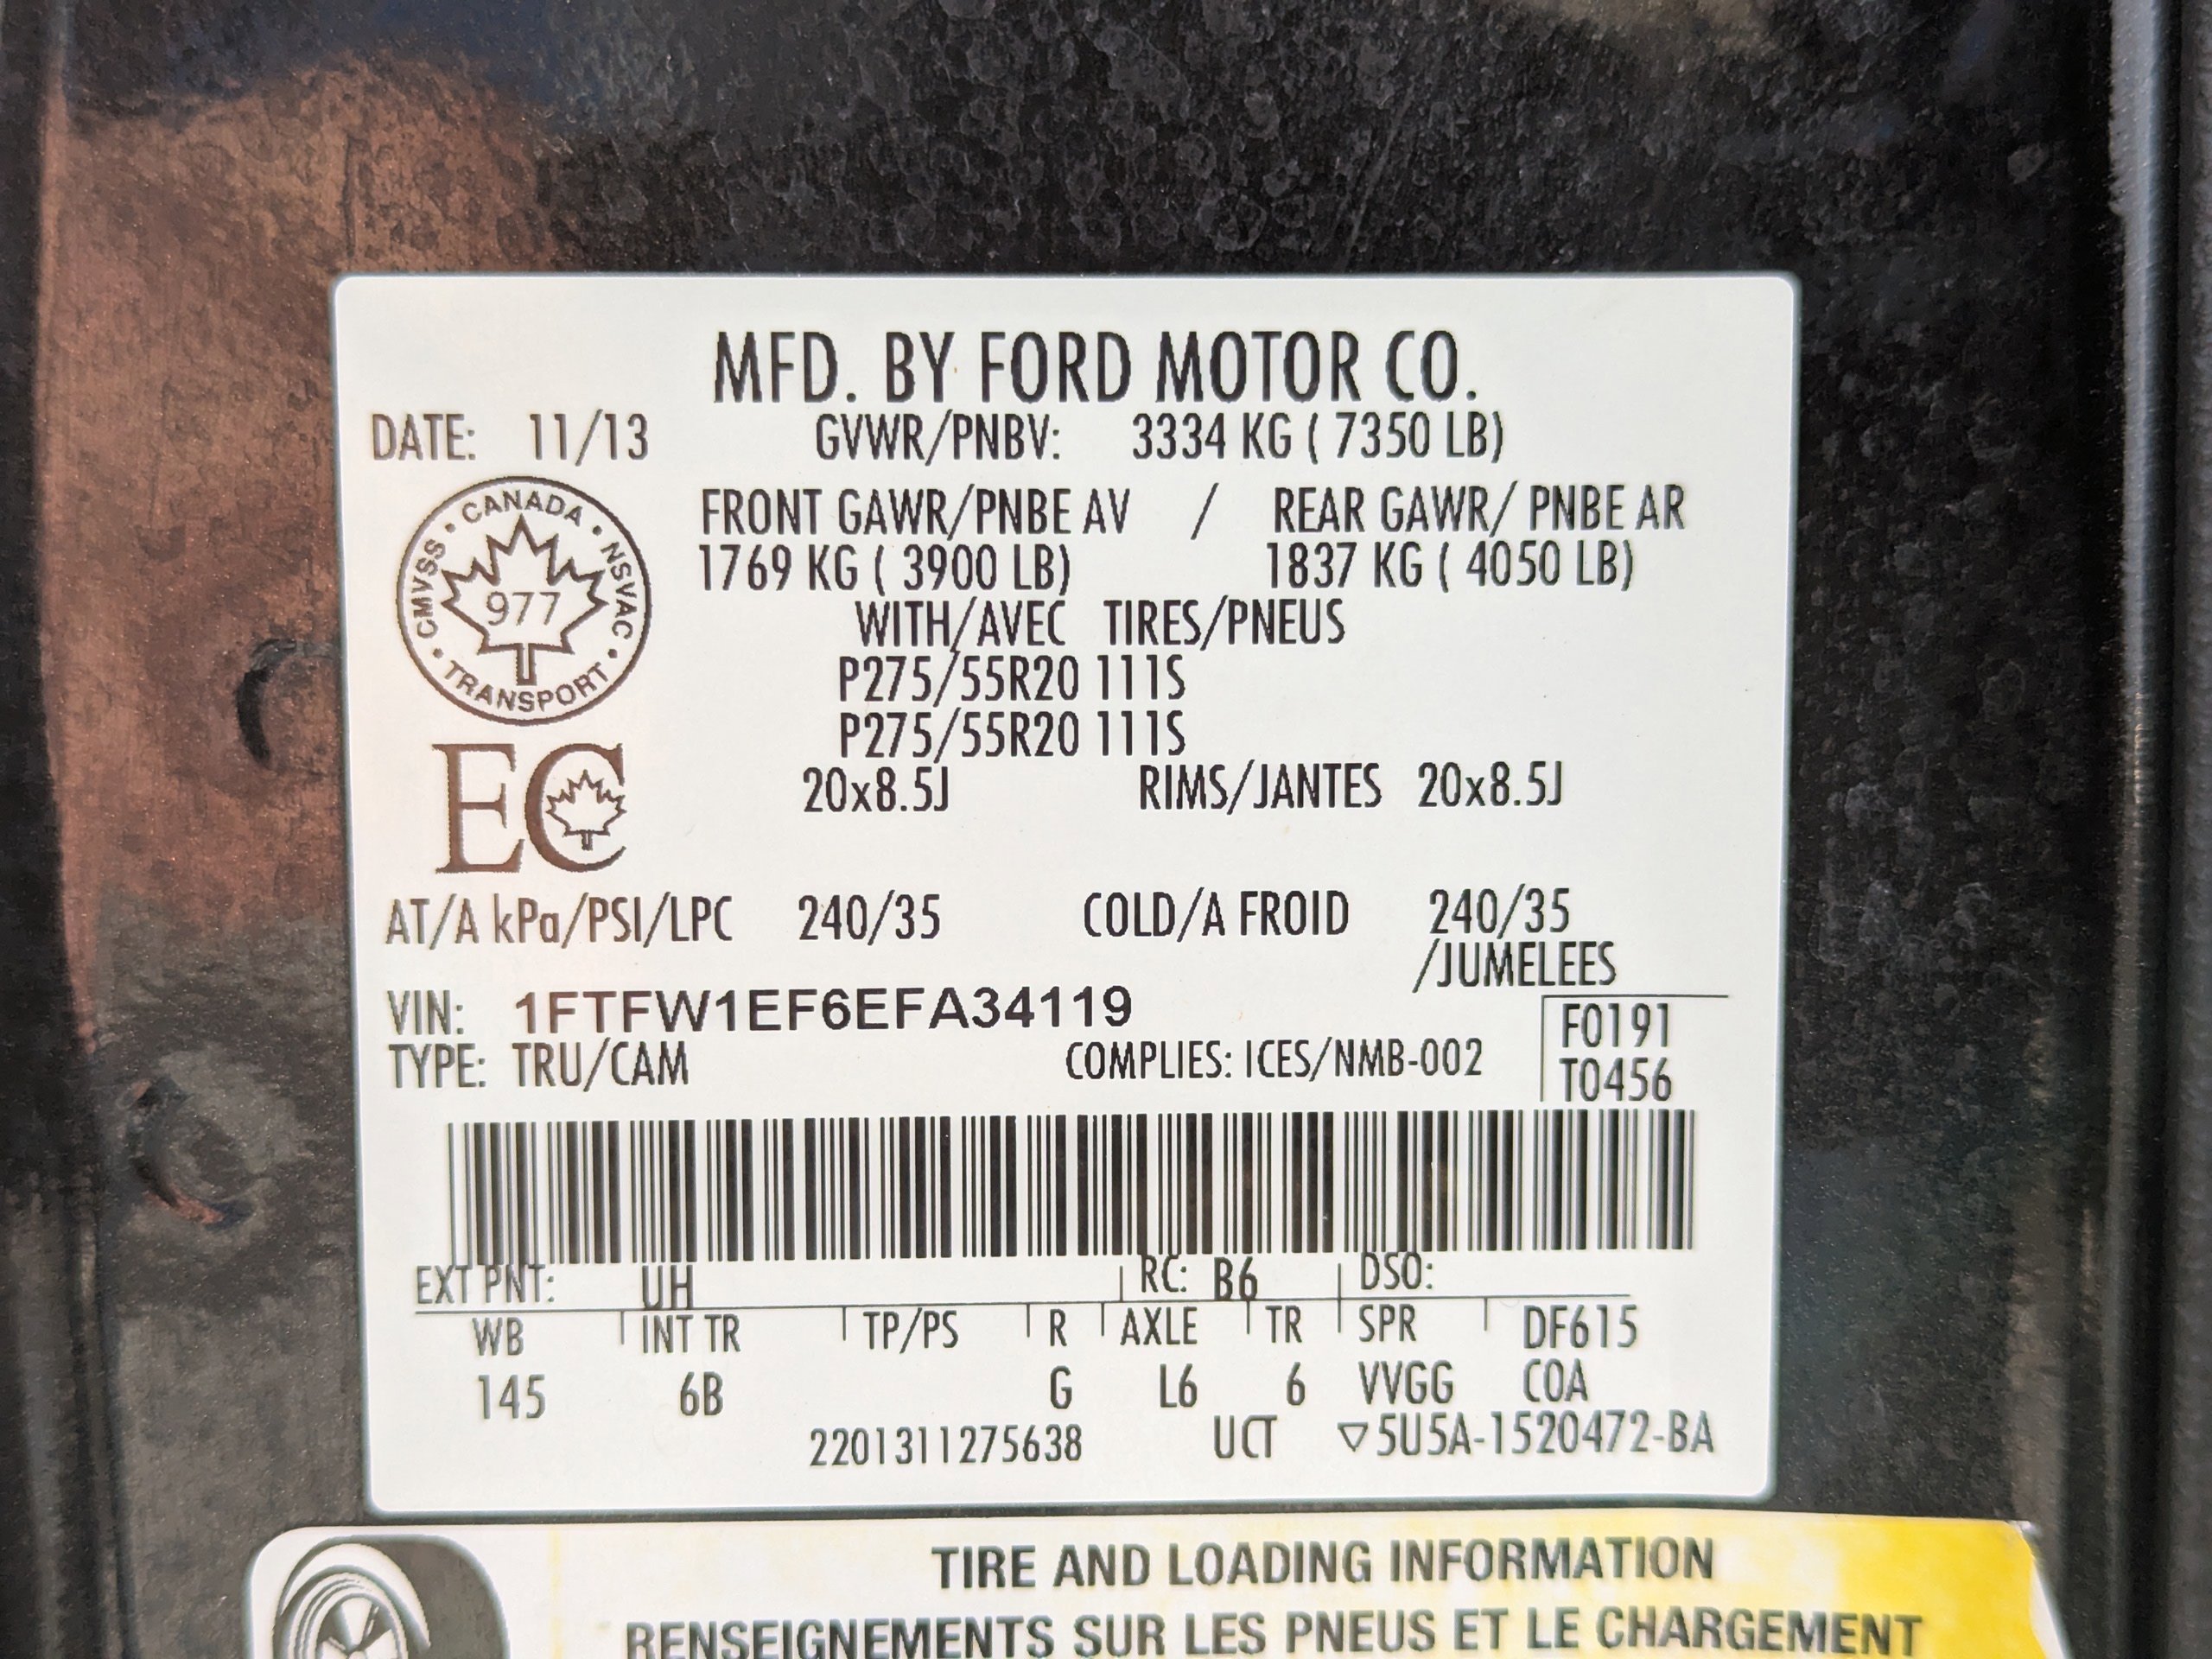 MFD. BY FORD MOTOR CO.
DATE: 11/13 GVWR/PNBV: 3334 KG ( 7350 LB)
CANADA • NSVAC • TRANSPORT • CMVSS •
977
FRONT GAWR/PNBE AV / REAR GAWR/ PNBE AR
1769 KG ( 3900 LB) 1837 KG ( 4050 LB)
WITH/AVEC TIRES/PNEUS
P275/55R20 111S
P275/55R20 111S
EC
20x8.5J RIMS/JANTES 20x8.5J
AT/A kPa/PSI/LPC 240/35 COLD/A FROID 240/35
/JUMELEES
VIN: 1FTFW1EF6EFA34119
F0191
TYPE: TRU/CAM COMPLIES: ICES/NMB-002
T0456
EXT PNT: UH RC: B6 DSO:
WB INT TR TP/PS R AXLE TR SPR DF615
145 6B G L6 6 VVGG COA
2201311275638 UCT ▽5U5A-1520472-BA
TIRE AND LOADING INFORMATION
RENSEIGNEMENTS SUR LES PNEUS ET LE CHARGEMENT